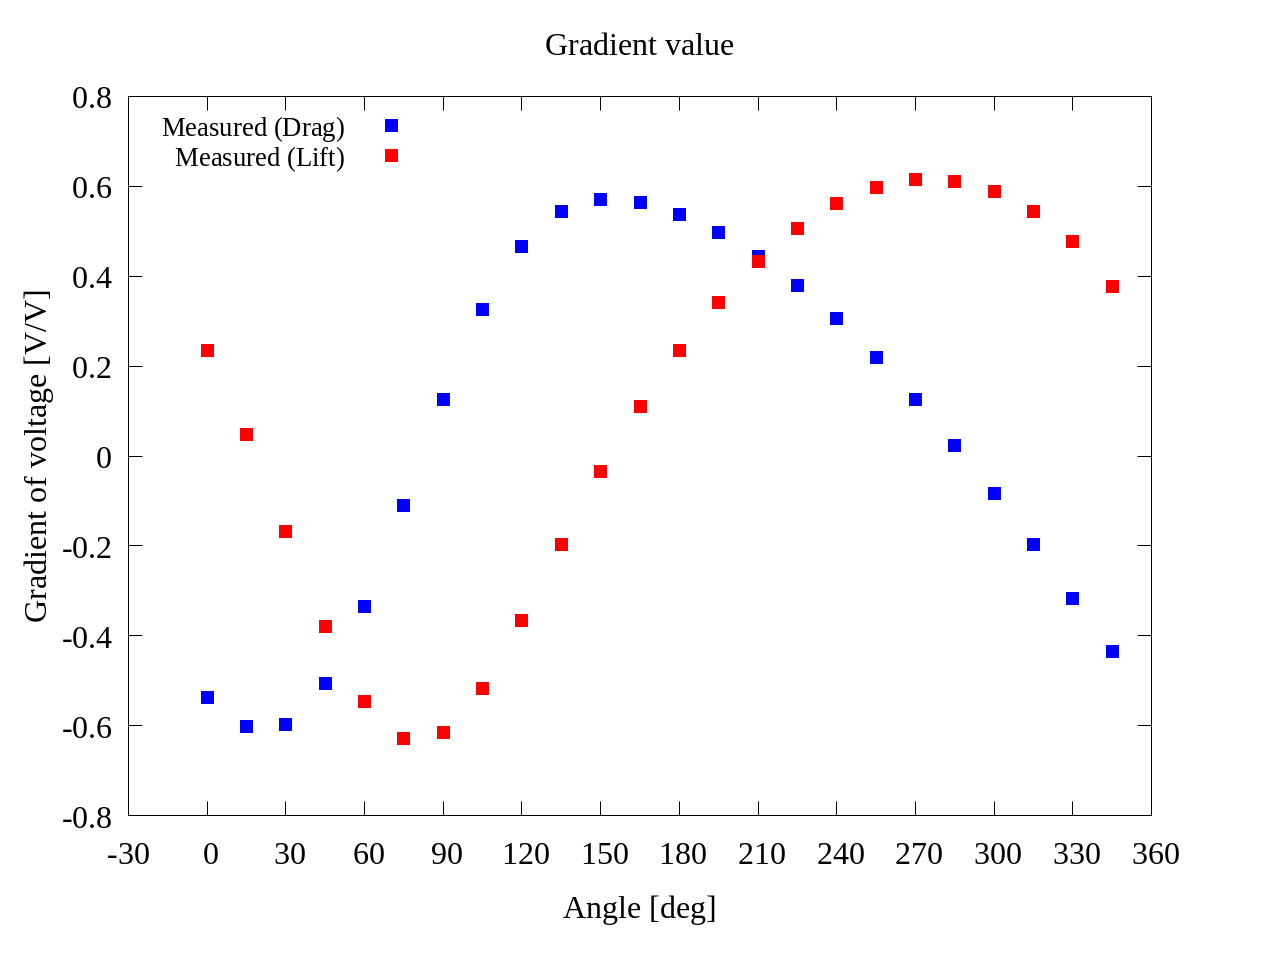 Gradient value
Measured (Drag)
Measured (Lift)
0.8
0.6
0.4
0.2
0
-0.2
-0.4
-0.6
-0.8
Gradient of voltage [V/V]
-30 0 30 60 90 120 150 180 210 240 270 300 330 360
Angle [deg]